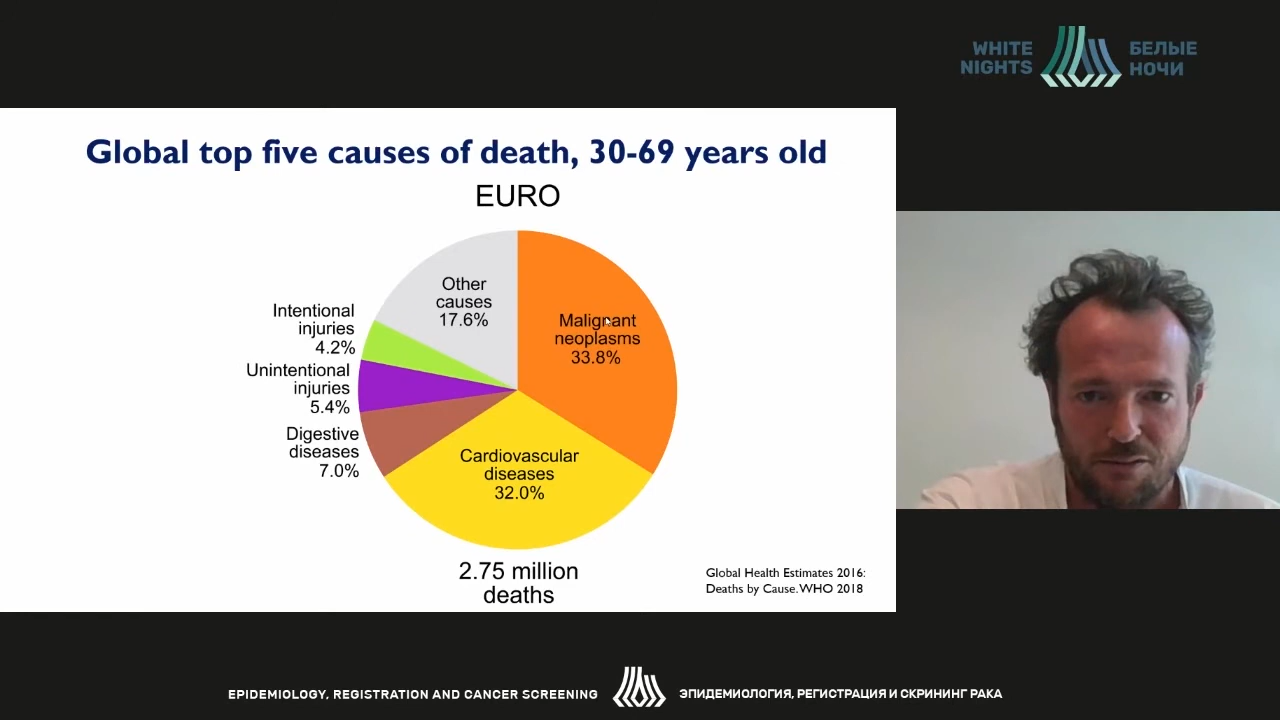 WHITE
NIGHTS
БЕЛЫЕ
НОЧИ
Global top five causes of death, 30-69 years old
EURO
Other
causes
17.6%
Malignant
neoplasms
33.8%
Intentional
injuries
4.2%
Unintentional
injuries
5.4%
Digestive
diseases
7.0%
Cardiovascular
diseases
32.0%
2.75 million
deaths
Global Health Estimates 2016:
Deaths by Cause. WHO 2018
EPIDEMIOLOGY, REGISTRATION AND CANCER SCREENING
ЭПИДЕМИОЛОГИЯ, РЕГИСТРАЦИЯ И СКРИНИНГ РАКА